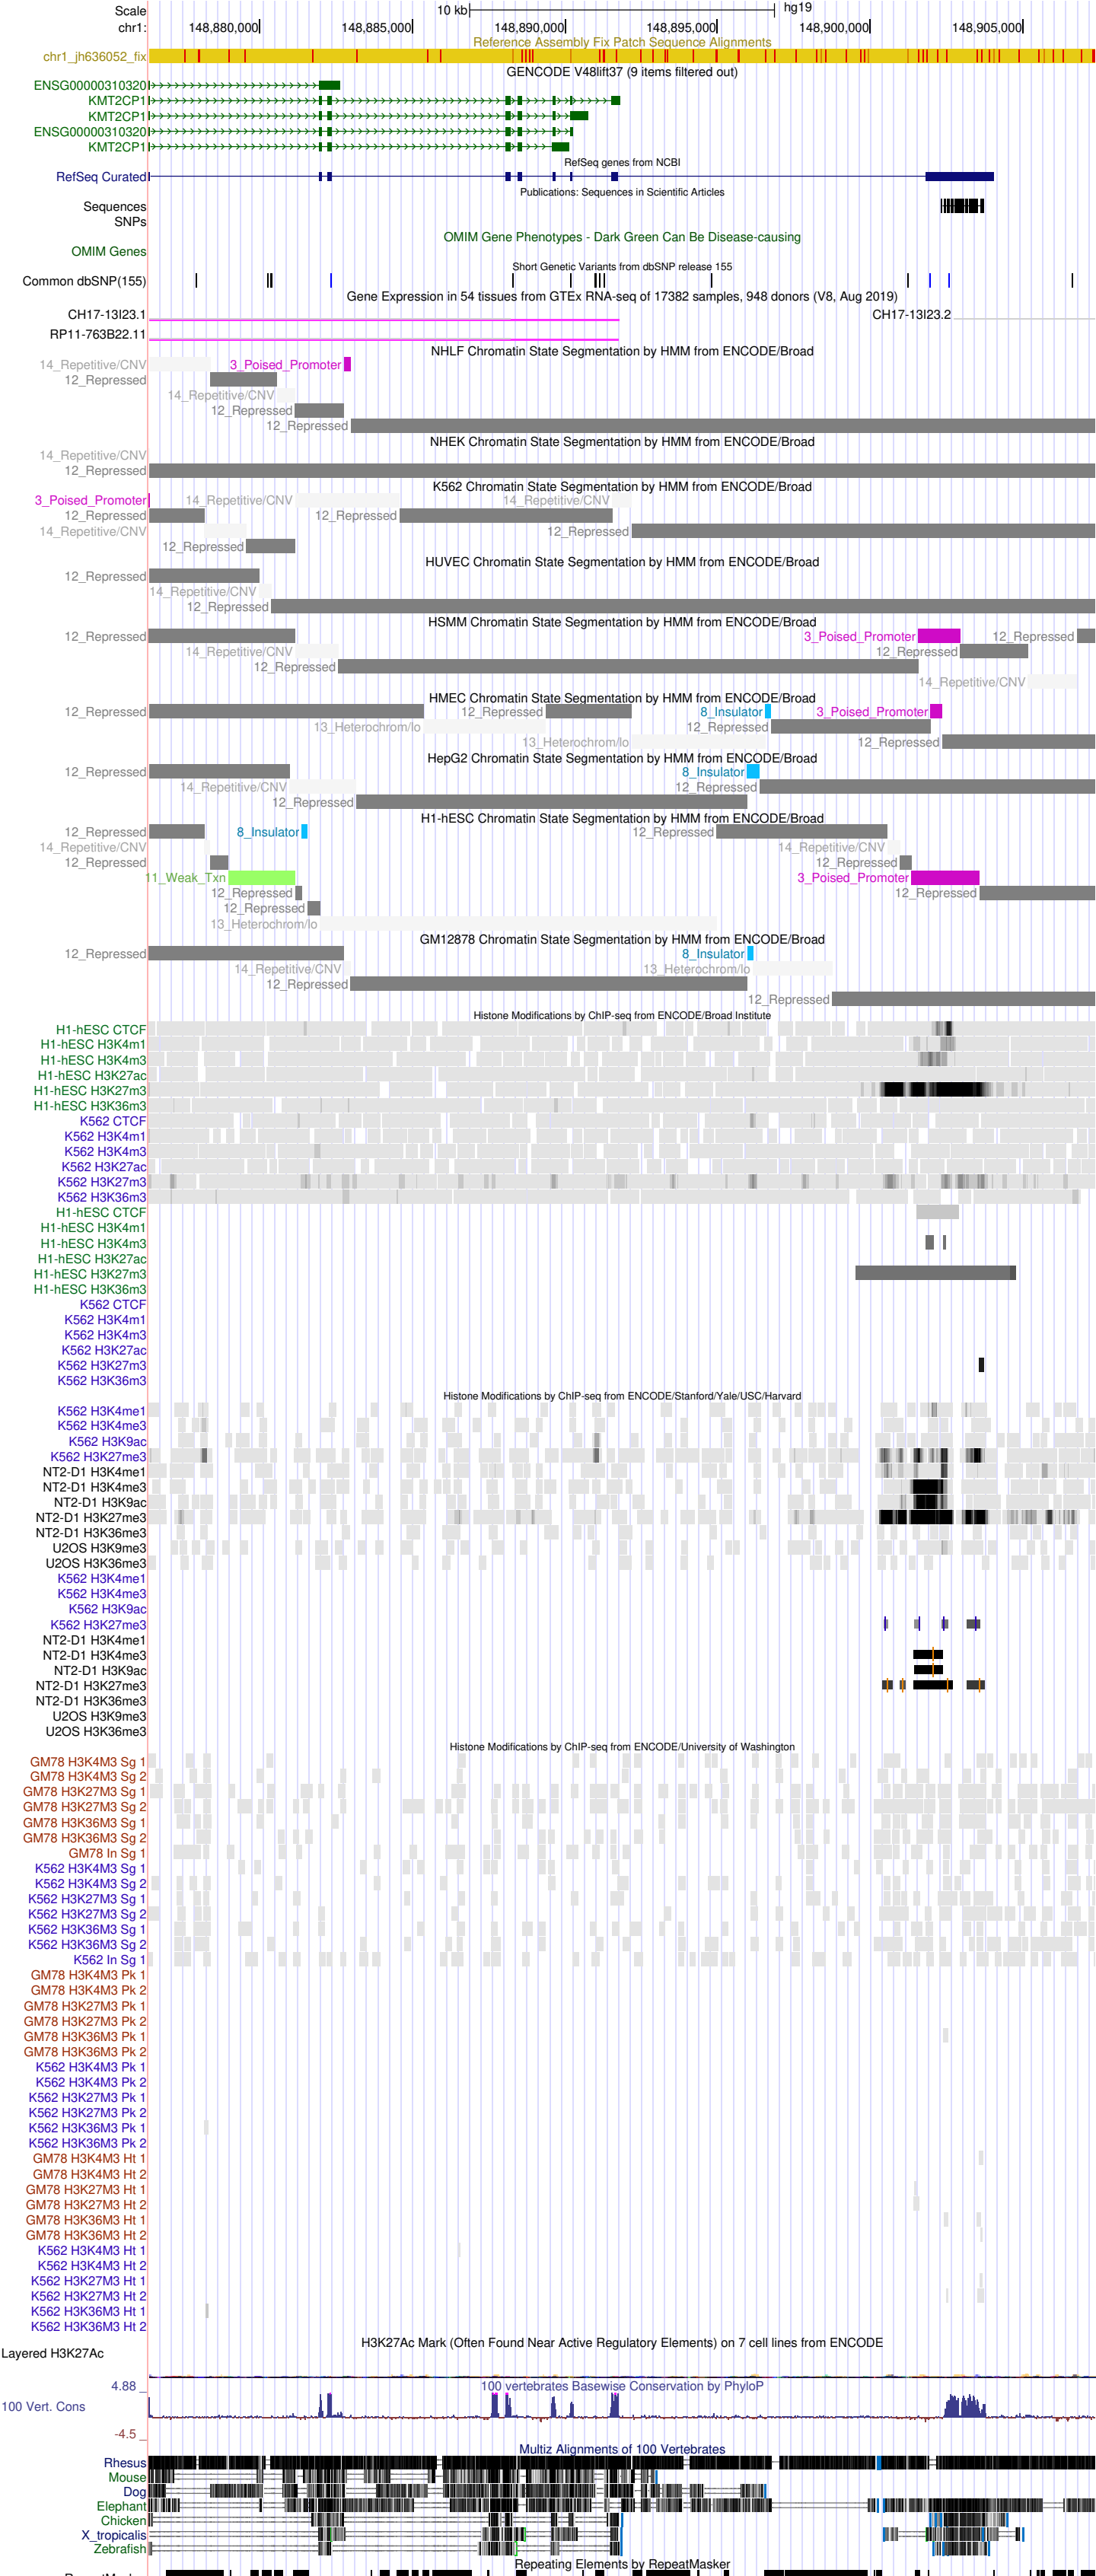 Scale 10 kb hg19
chr1: 148,880,000 148,885,000 148,890,000 148,895,000 148,900,000 148,905,000
Reference Assembly Fix Patch Sequence Alignments
chr1_jh636052_fix
GENCODE V48lift37 (9 items filtered out)
ENSG00000310320
KMT2CP1
KMT2CP1
ENSG00000310320
KMT2CP1
RefSeq genes from NCBI
RefSeq Curated
Publications: Sequences in Scientific Articles
Sequences
SNPs
OMIM Gene Phenotypes - Dark Green Can Be Disease-causing
OMIM Genes
Short Genetic Variants from dbSNP release 155
Common dbSNP(155)
Gene Expression in 54 tissues from GTEx RNA-seq of 17382 samples, 948 donors (V8, Aug 2019)
CH17-13I23.1 CH17-13I23.2
RP11-763B22.11
NHLF Chromatin State Segmentation by HMM from ENCODE/Broad
14_Repetitive/CNV 3_Poised_Promoter
12_Repressed
14_Repetitive/CNV
12_Repressed
12_Repressed
NHEK Chromatin State Segmentation by HMM from ENCODE/Broad
14_Repetitive/CNV
12_Repressed
K562 Chromatin State Segmentation by HMM from ENCODE/Broad
3_Poised_Promoter 14_Repetitive/CNV 14_Repetitive/CNV
12_Repressed 12_Repressed
14_Repetitive/CNV 12_Repressed
12_Repressed
HUVEC Chromatin State Segmentation by HMM from ENCODE/Broad
12_Repressed
14_Repetitive/CNV
12_Repressed
HSMM Chromatin State Segmentation by HMM from ENCODE/Broad
12_Repressed 3_Poised_Promoter 12_Repressed
14_Repetitive/CNV 12_Repressed
12_Repressed
14_Repetitive/CNV
HMEC Chromatin State Segmentation by HMM from ENCODE/Broad
12_Repressed 12_Repressed 8_Insulator 3_Poised_Promoter
13_Heterochrom/lo 12_Repressed
13_Heterochrom/lo 12_Repressed
HepG2 Chromatin State Segmentation by HMM from ENCODE/Broad
12_Repressed 8_Insulator
14_Repetitive/CNV 12_Repressed
12_Repressed
H1-hESC Chromatin State Segmentation by HMM from ENCODE/Broad
12_Repressed 8_Insulator 12_Repressed
14_Repetitive/CNV 14_Repetitive/CNV
12_Repressed 12_Repressed
11_Weak_Txn 3_Poised_Promoter
12_Repressed 12_Repressed
12_Repressed
13_Heterochrom/lo
GM12878 Chromatin State Segmentation by HMM from ENCODE/Broad
12_Repressed 8_Insulator
14_Repetitive/CNV 13_Heterochrom/lo
12_Repressed
12_Repressed
Histone Modifications by ChIP-seq from ENCODE/Broad Institute
H1-hESC CTCF
H1-hESC H3K4m1
H1-hESC H3K4m3
H1-hESC H3K27ac
H1-hESC H3K27m3
H1-hESC H3K36m3
K562 CTCF
K562 H3K4m1
K562 H3K4m3
K562 H3K27ac
K562 H3K27m3
K562 H3K36m3
H1-hESC CTCF
H1-hESC H3K4m1
H1-hESC H3K4m3
H1-hESC H3K27ac
H1-hESC H3K27m3
H1-hESC H3K36m3
K562 CTCF
K562 H3K4m1
K562 H3K4m3
K562 H3K27ac
K562 H3K27m3
K562 H3K36m3
Histone Modifications by ChIP-seq from ENCODE/Stanford/Yale/USC/Harvard
K562 H3K4me1
K562 H3K4me3
K562 H3K9ac
K562 H3K27me3
NT2-D1 H3K4me1
NT2-D1 H3K4me3
NT2-D1 H3K9ac
NT2-D1 H3K27me3
NT2-D1 H3K36me3
U2OS H3K9me3
U2OS H3K36me3
K562 H3K4me1
K562 H3K4me3
K562 H3K9ac
K562 H3K27me3
NT2-D1 H3K4me1
NT2-D1 H3K4me3
NT2-D1 H3K9ac
NT2-D1 H3K27me3
NT2-D1 H3K36me3
U2OS H3K9me3
U2OS H3K36me3
Histone Modifications by ChIP-seq from ENCODE/University of Washington
GM78 H3K4M3 Sg 1
GM78 H3K4M3 Sg 2
GM78 H3K27M3 Sg 1
GM78 H3K27M3 Sg 2
GM78 H3K36M3 Sg 1
GM78 H3K36M3 Sg 2
GM78 In Sg 1
K562 H3K4M3 Sg 1
K562 H3K4M3 Sg 2
K562 H3K27M3 Sg 1
K562 H3K27M3 Sg 2
K562 H3K36M3 Sg 1
K562 H3K36M3 Sg 2
K562 In Sg 1
GM78 H3K4M3 Pk 1
GM78 H3K4M3 Pk 2
GM78 H3K27M3 Pk 1
GM78 H3K27M3 Pk 2
GM78 H3K36M3 Pk 1
GM78 H3K36M3 Pk 2
K562 H3K4M3 Pk 1
K562 H3K4M3 Pk 2
K562 H3K27M3 Pk 1
K562 H3K27M3 Pk 2
K562 H3K36M3 Pk 1
K562 H3K36M3 Pk 2
GM78 H3K4M3 Ht 1
GM78 H3K4M3 Ht 2
GM78 H3K27M3 Ht 1
GM78 H3K27M3 Ht 2
GM78 H3K36M3 Ht 1
GM78 H3K36M3 Ht 2
K562 H3K4M3 Ht 1
K562 H3K4M3 Ht 2
K562 H3K27M3 Ht 1
K562 H3K27M3 Ht 2
K562 H3K36M3 Ht 1
K562 H3K36M3 Ht 2
H3K27Ac Mark (Often Found Near Active Regulatory Elements) on 7 cell lines from ENCODE
Layered H3K27Ac
100 vertebrates Basewise Conservation by PhyloP
4.88 _
100 Vert. Cons
-4.5 _
Multiz Alignments of 100 Vertebrates
Rhesus
Mouse
Dog
Elephant
Chicken
X_tropicalis
Zebrafish
Repeating Elements by RepeatMasker